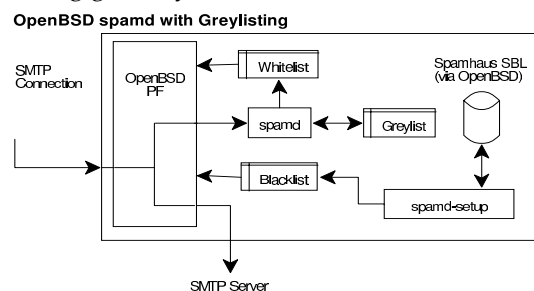 OpenBSD spamd with Greylisting
SMTP
Connection
OpenBSD
PF
Whitelist
Spamhaus SBL
(via OpenBSD)
spamd
Greylist
Blacklist
spamd-setup
SMTP Server